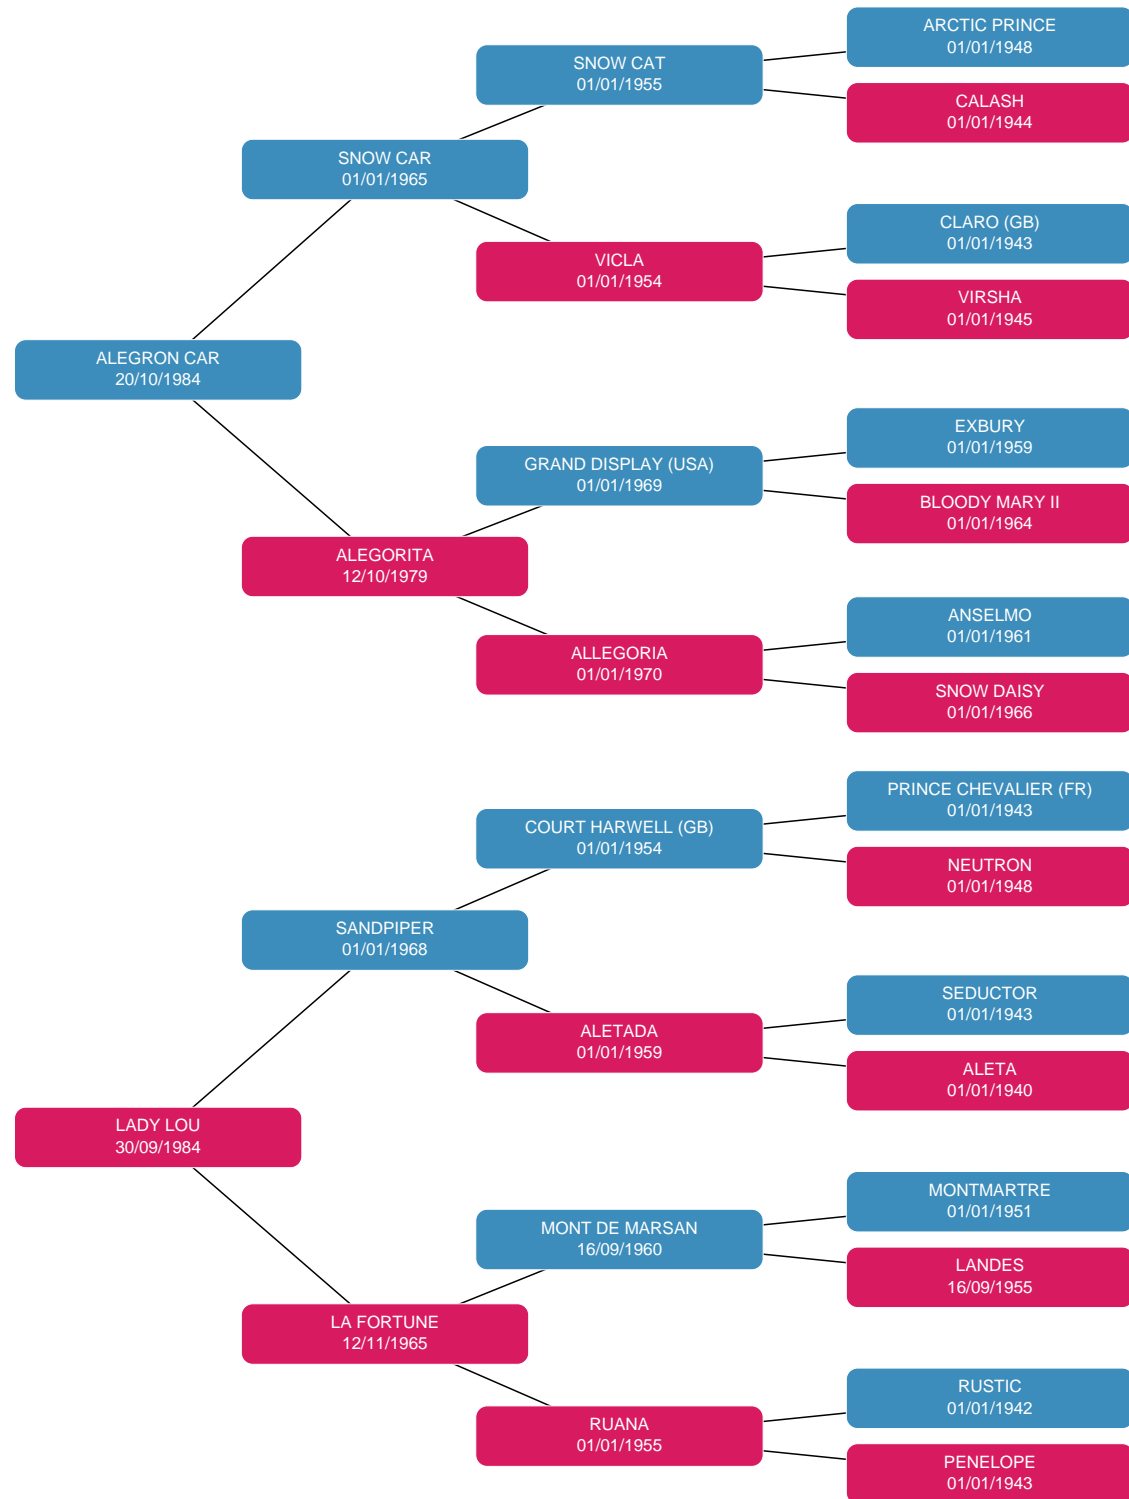 ARCTIC PRINCE
01/01/1948
SNOW CAT
01/01/1955
CALASH
01/01/1944
SNOW CAR
01/01/1965
CLARO (GB)
01/01/1943
VICLA
01/01/1954
VIRSHA
01/01/1945
ALEGRON CAR
20/10/1984
EXBURY
01/01/1959
GRAND DISPLAY (USA)
01/01/1969
BLOODY MARY II
01/01/1964
ALEGORITA
12/10/1979
ANSELMO
01/01/1961
ALLEGORIA
01/01/1970
SNOW DAISY
01/01/1966
PRINCE CHEVALIER (FR)
01/01/1943
COURT HARWELL (GB)
01/01/1954
NEUTRON
01/01/1948
SANDPIPER
01/01/1968
SEDUCTOR
01/01/1943
ALETADA
01/01/1959
ALETA
01/01/1940
LADY LOU
30/09/1984
MONTMARTRE
01/01/1951
MONT DE MARSAN
16/09/1960
LANDES
16/09/1955
LA FORTUNE
12/11/1965
RUSTIC
01/01/1942
RUANA
01/01/1955
PENELOPE
01/01/1943